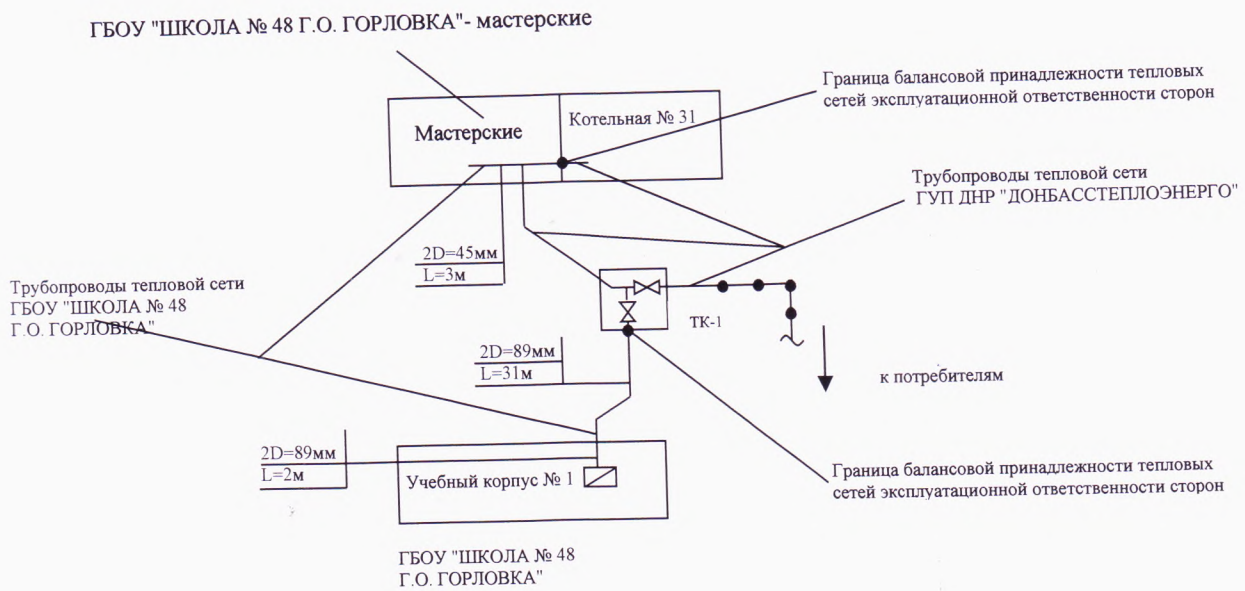 ГБОУ "ШКОЛА № 48 Г.О. ГОРЛОВКА"- мастерские
Граница балансовой принадлежности тепловых
сетей эксплуатационной ответственности сторон
Мастерские
Котельная № 31
Трубопроводы тепловой сети
ГУП ДНР "ДОНБАССТЕПЛОЭНЕРГО"
2D=45мм
L=3м
Трубопроводы тепловой сети
ГБОУ "ШКОЛА № 48
Г.О. ГОРЛОВКА"
ТК-1
2D=89мм
L=31м
к потребителям
2D=89мм
L=2м
Учебный корпус № 1
Граница балансовой принадлежности тепловых
сетей эксплуатационной ответственности сторон
ГБОУ "ШКОЛА № 48
Г.О. ГОРЛОВКА"